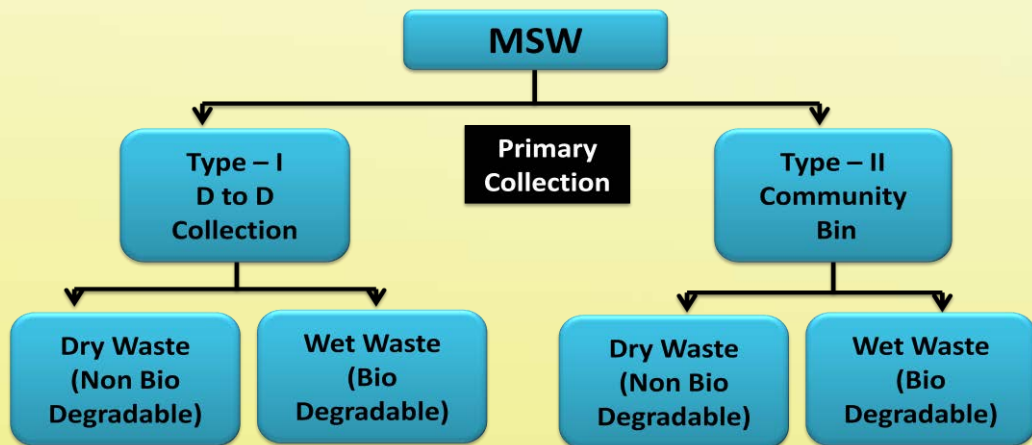 MSW
Primary
Collection
Type – I
D to D
Collection
Type – II
Community
Bin
Dry Waste
(Non Bio
Degradable)
Wet Waste
(Bio
Degradable)
Dry Waste
(Non Bio
Degradable)
Wet Waste
(Bio
Degradable)